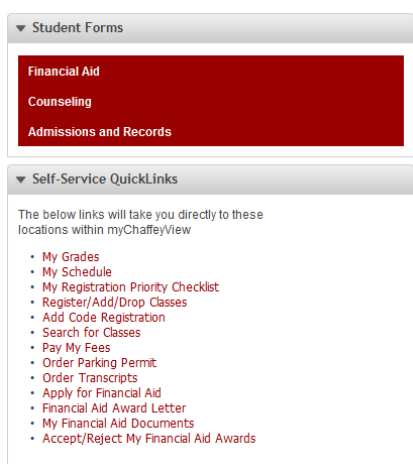 Student Forms
Financial Aid
Counseling
Admissions and Records
Self-Service QuickLinks
The below links will take you directly to these
locations within myChaffeyView
• My Grades
• My Schedule
• My Registration Priority Checklist
• Register/Add/Drop Classes
• Add Code Registration
• Search for Classes
• Pay My Fees
• Order Parking Permit
• Order Transcripts
• Apply for Financial Aid
• Financial Aid Award Letter
• My Financial Aid Documents
• Accept/Reject My Financial Aid Awards